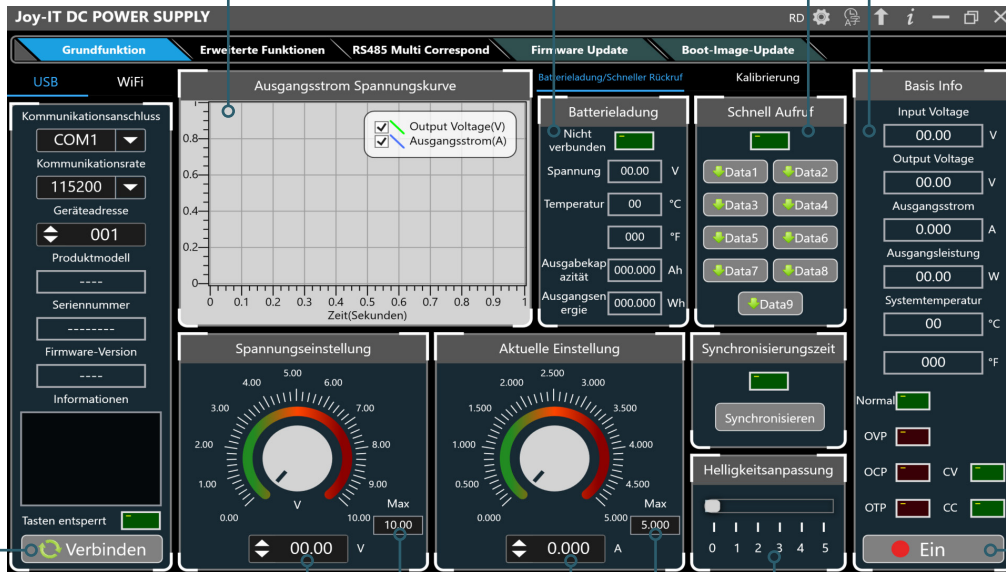 Joy-IT DC POWER SUPPLY
RD
Grundfunktion
Erweiterte Funktionen
RS485 Multi Correspond
Firmware Update
Boot-Image-Update
USB
WiFi
Kommunikationsanschluss
COM1
Kommunikationsrate
115200
Geräteadresse
001
Produktmodell
----
Seriennummer
--------
Firmware-Version
----
Informationen
Tasten entsperrt
Verbinden
Ausgangsstrom Spannungskurve
Output Voltage(V)
Ausgangsstrom(A)
1
0.8
0.6
0.4
0.2
0
0 0.1 0.2 0.3 0.4 0.5 0.6 0.7 0.8 0.9 1
Zeit(Sekunden)
Batterieladung/Schneller Rückruf
Kalibrierung
Batterieladung
Nicht
verbunden
Spannung 00.00 V
Temperatur 00 °C
000 °F
Ausgabekap
azität
000.000 Ah
Ausgangsen
ergie
000.000 Wh
Schnell Aufruf
Data1 Data2
Data3 Data4
Data5 Data6
Data7 Data8
Data9
Spannungseinstellung
0.00
1.00
2.00
3.00
4.00
5.00
6.00
7.00
8.00
9.00
10.00
V
Max
10.00
00.00 V
Aktuelle Einstellung
0.000
0.500
1.000
1.500
2.000
2.500
3.000
3.500
4.000
4.500
5.000
A
Max
5.000
0.000 A
Synchronisierungszeit
Synchronisieren
Helligkeitsanpassung
0 1 2 3 4 5
Basis Info
Input Voltage
00.00 V
Output Voltage
00.00 V
Ausgangsstrom
0.000 A
Ausgangsleistung
00.00 W
Systemtemperatur
00 °C
000 °F
Normal
OVP
OCP CV
OTP CC
Ein